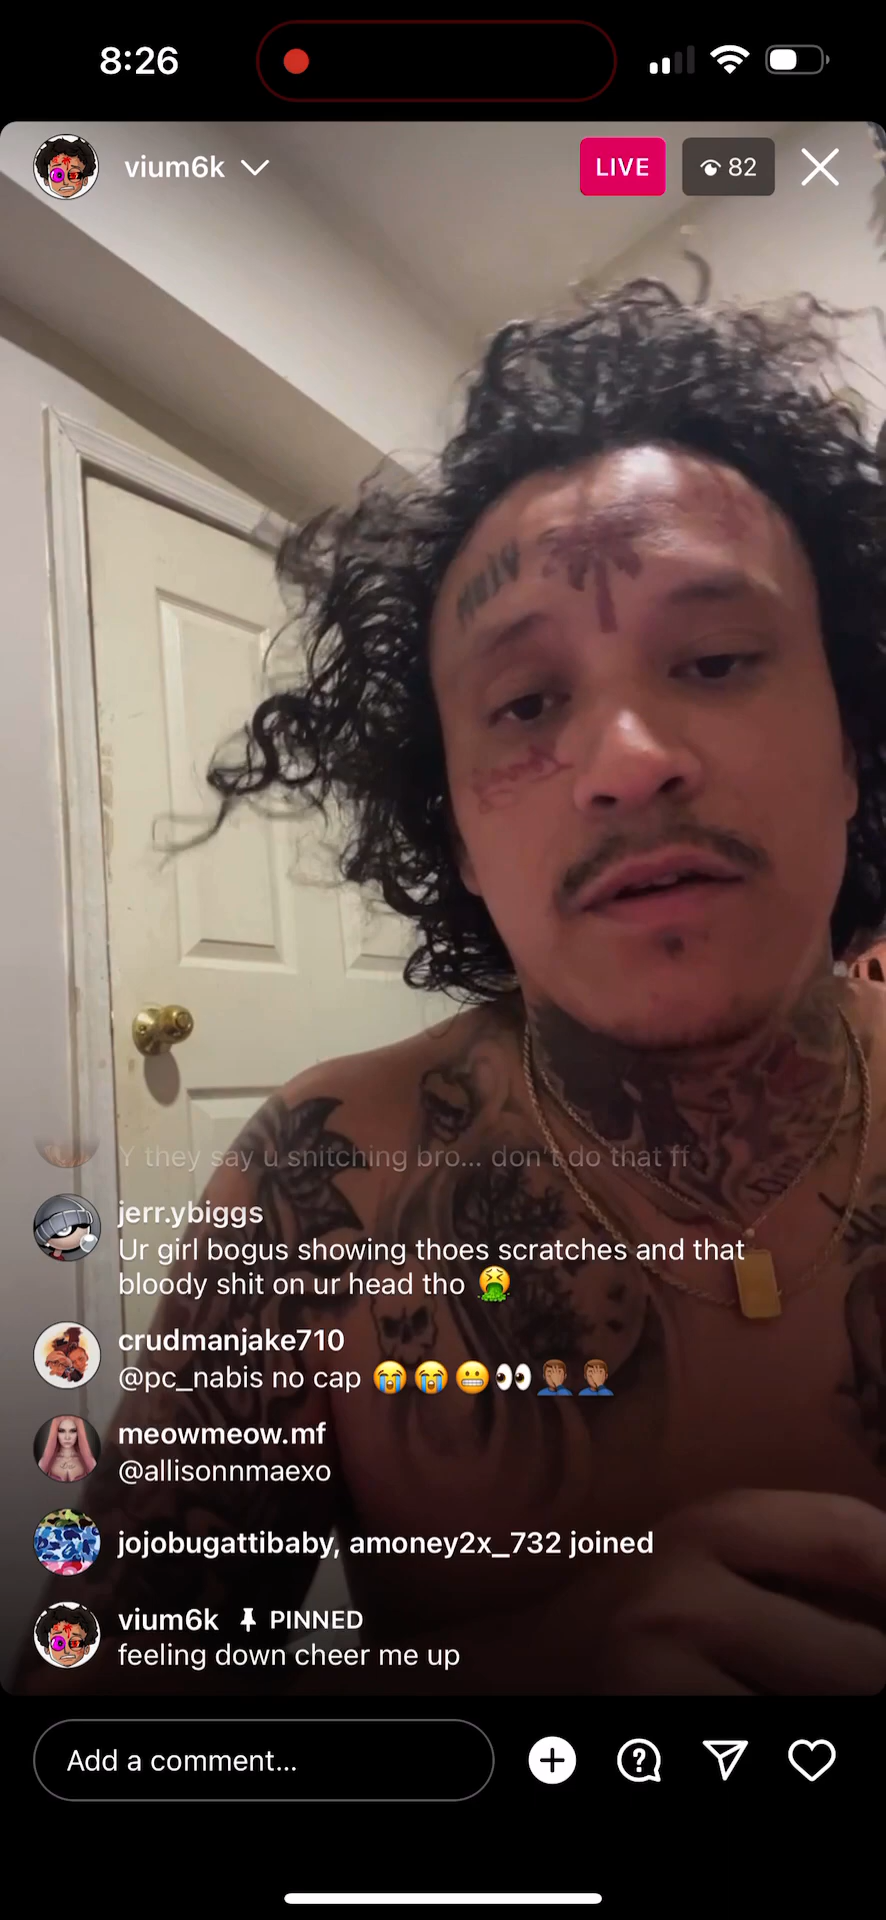 8:26
vium6k
LIVE
82
Y they say u snitching bro... don't do that ff
jerr.ybiggs
Ur girl bogus showing thoes scratches and that
bloody shit on ur head tho 🤮
crudmanjake710
@pc_nabis no cap 😭😭😬👀🤦🏽‍♂️🤦🏽‍♂️
meowmeow.mf
@allisonnmaexo
jojobugattibaby, amoney2x_732 joined
vium6k PINNED
feeling down cheer me up
Add a comment...